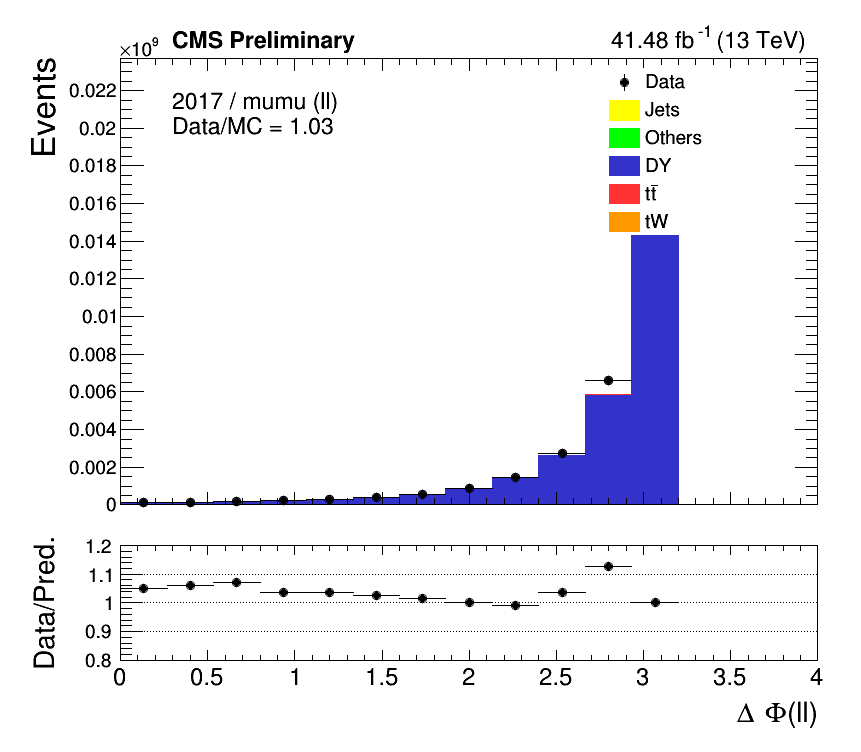 ×10⁹ CMS Preliminary 41.48 fb⁻¹ (13 TeV)
Events
2017 / mumu (ll)
Data/MC = 1.03
Data
Jets
Others
DY
tt̄
tW
0.022
0.02
0.018
0.016
0.014
0.012
0.01
0.008
0.006
0.004
0.002
0
Data/Pred.
1.2
1.1
1
0.9
0.8
0 0.5 1 1.5 2 2.5 3 3.5 4
Δ Φ(ll)